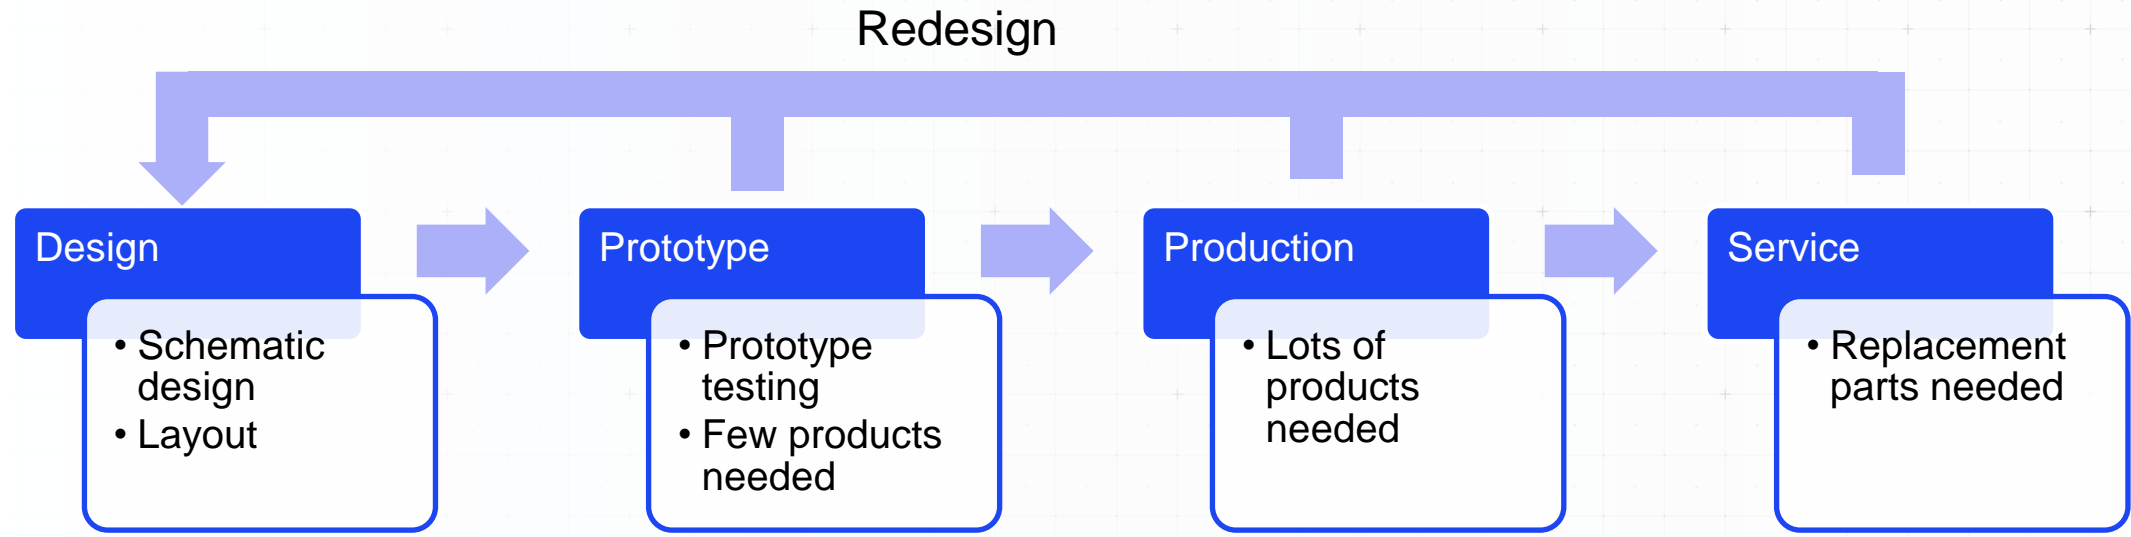 Redesign
Design
• Schematic
design
• Layout
Prototype
• Prototype
testing
• Few products
needed
Production
• Lots of
products
needed
Service
• Replacement
parts needed